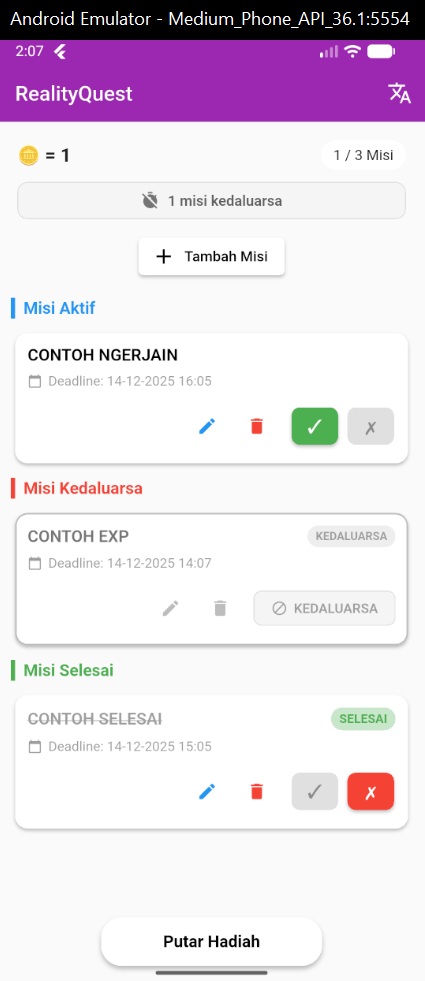 Android Emulator - Medium_Phone_API_36.1:5554
2:07
RealityQuest
= 1
1 / 3 Misi
1 misi kedaluarsa
+ Tambah Misi
Misi Aktif
CONTOH NGERJAIN
Deadline: 14-12-2025 16:05
✓ ✗
Misi Kedaluarsa
CONTOH EXP
KEDALUARSA
Deadline: 14-12-2025 14:07
KEDALUARSA
Misi Selesai
CONTOH SELESAI
SELESAI
Deadline: 14-12-2025 15:05
✓ ✗
Putar Hadiah